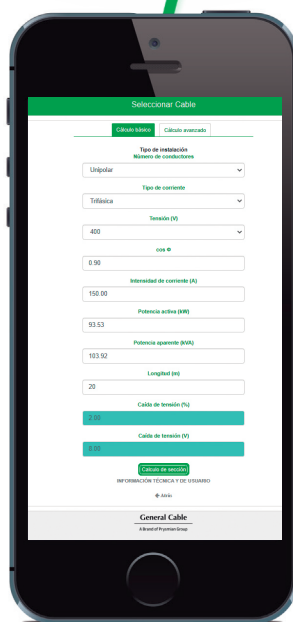 Seleccionar Cable
Cálculo básico
Cálculo avanzado
Tipo de instalación
Número de conductores
Unipolar
Tipo de corriente
Trifásica
Tensión (V)
400
cos Φ
0.90
Intensidad de corriente (A)
150.00
Potencia activa (kW)
93.53
Potencia aparente (kVA)
103.92
Longitud (m)
20
Caída de tensión (%)
2.00
Caída de tensión (V)
0.00
Cálculo de sección
INFORMACIÓN TÉCNICA Y DE USUARIO
Atrás
General Cable
A Brand of Prysmian Group